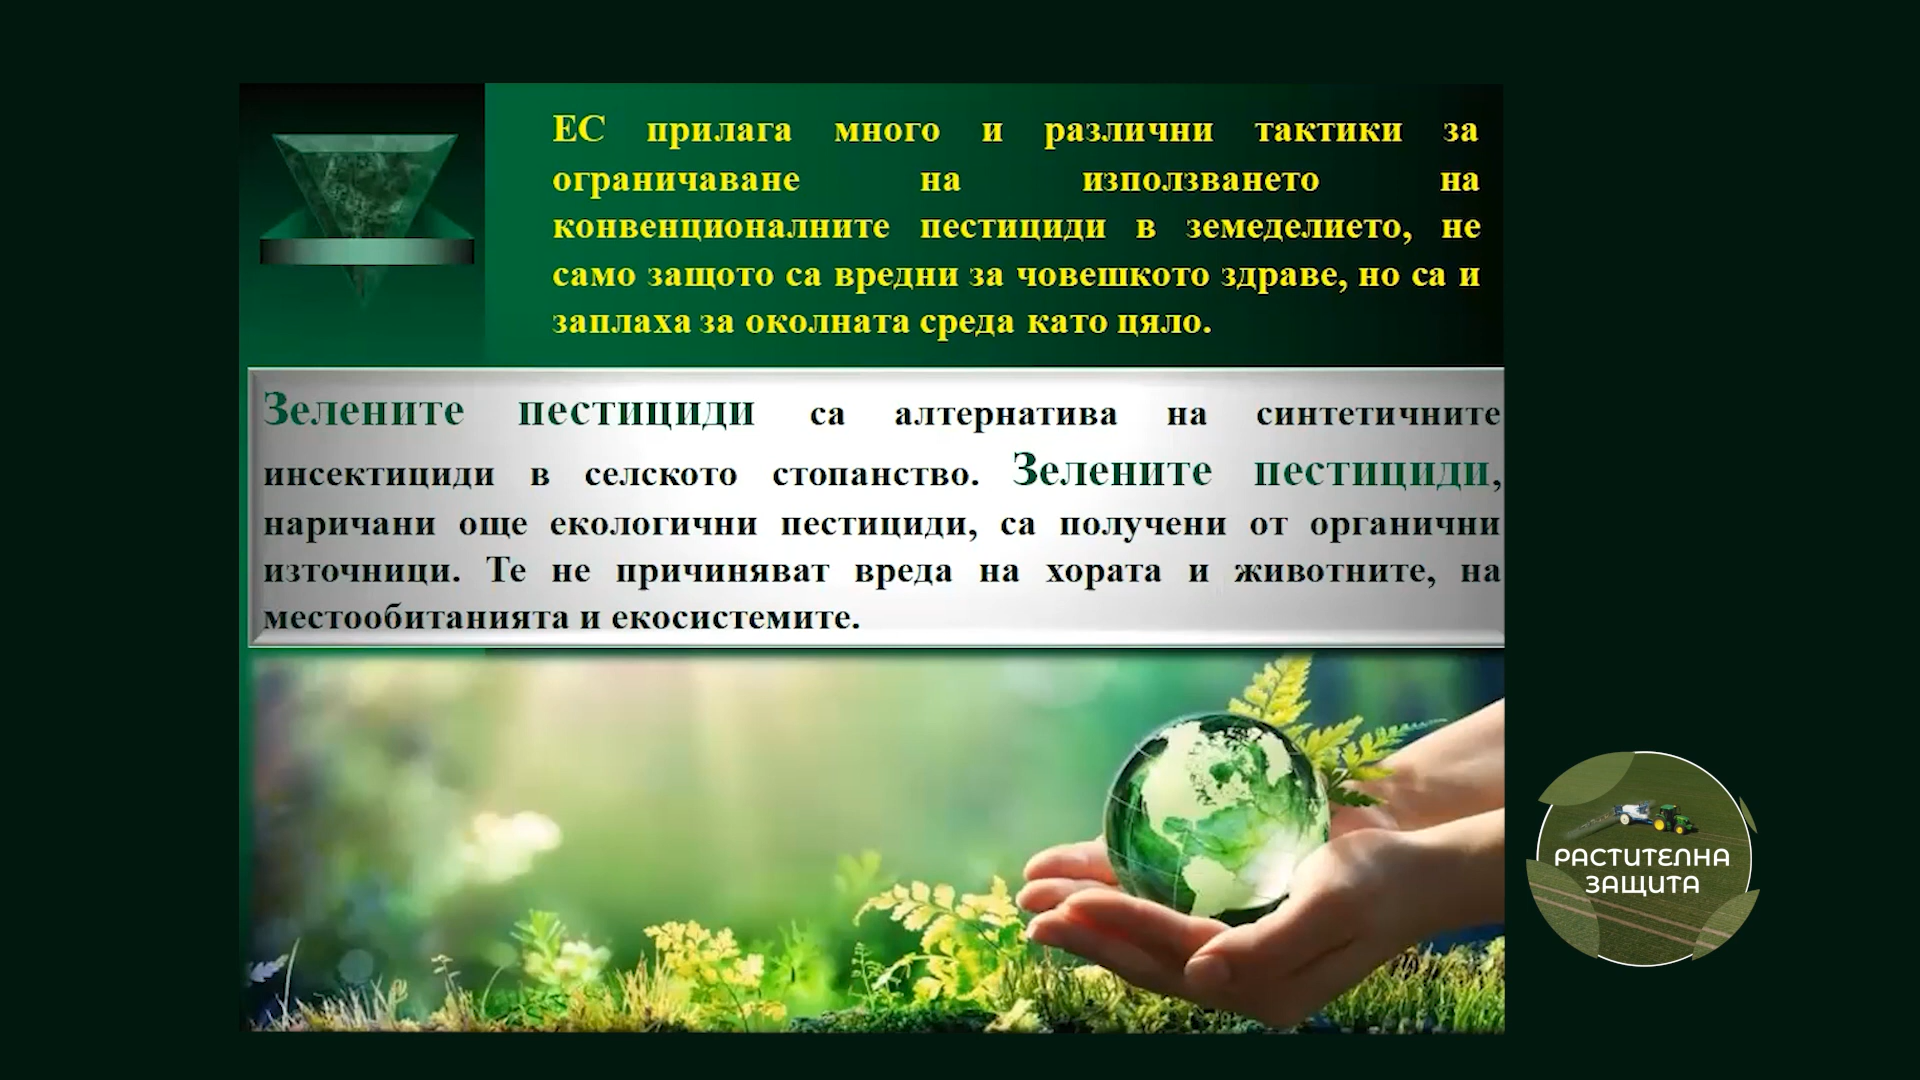 ЕС прилага много и различни тактики за
ограничаване на използването на
конвенционалните пестициди в земеделието, не
само защото са вредни за човешкото здраве, но са и
заплаха за околната среда като цяло.
Зелените пестициди са алтернатива на синтетичните
инсектициди в селското стопанство. Зелените пестициди,
наричани още екологични пестициди, са получени от органични
източници. Те не причиняват вреда на хората и животните, на
местообитанията и екосистемите.
РАСТИТЕЛНА
ЗАЩИТА